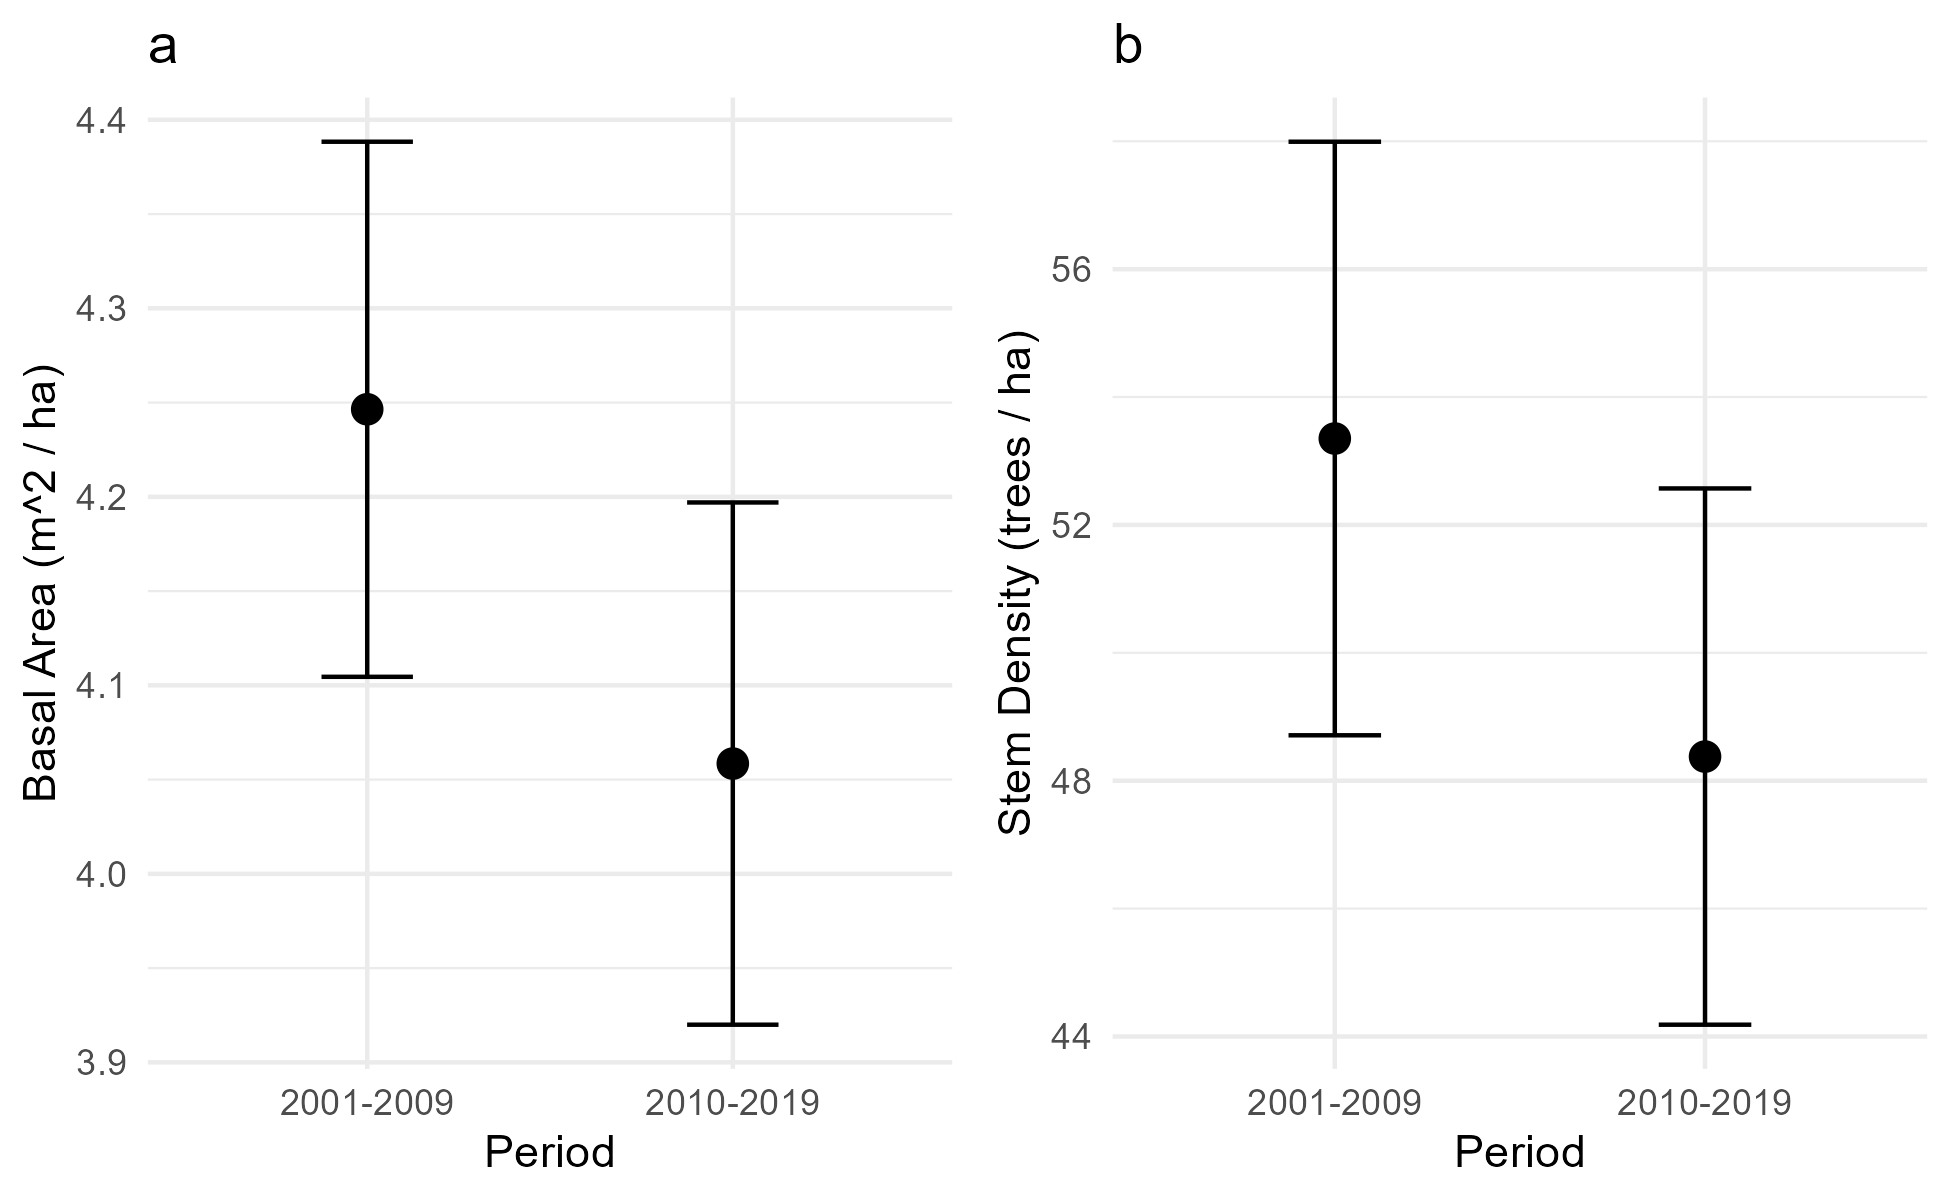 a
Basal Area (m^2 / ha)
4.4
4.3
4.2
4.1
4.0
3.9
2001-2009 2010-2019
Period
b
Stem Density (trees / ha)
56
52
48
44
2001-2009 2010-2019
Period